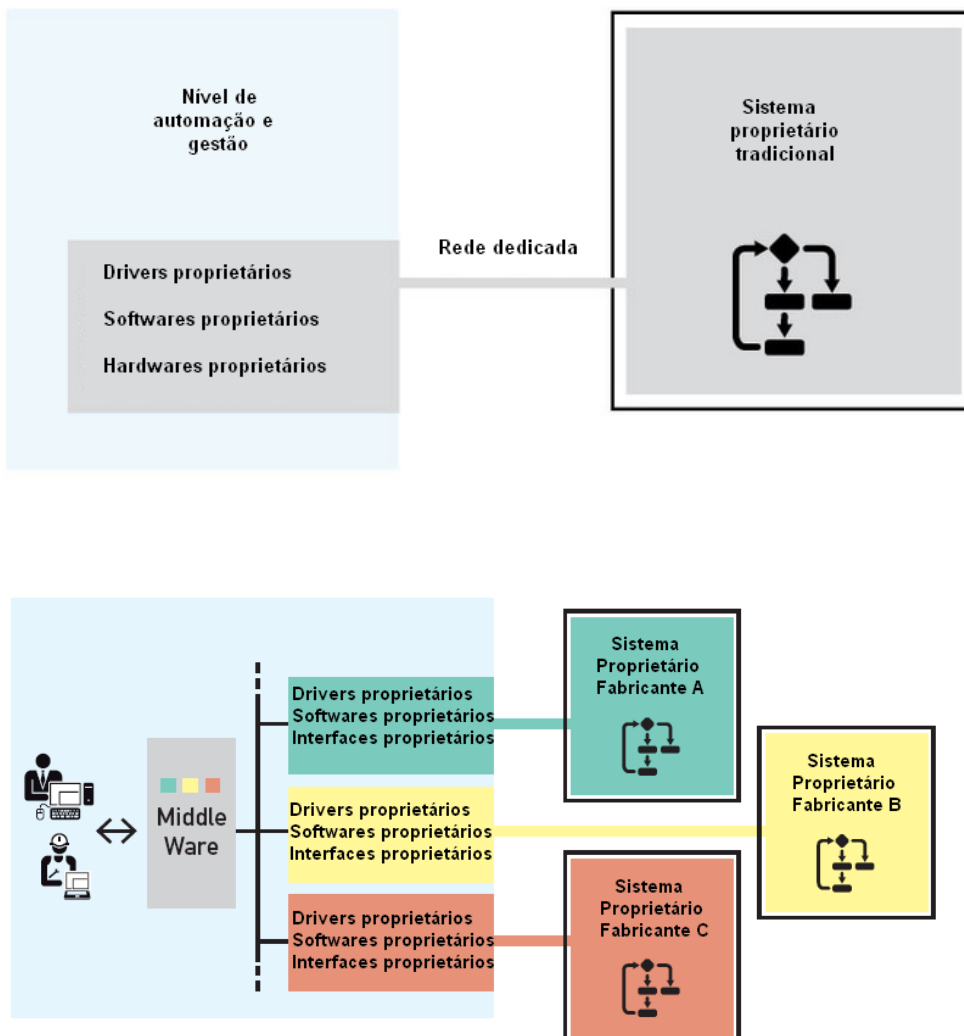 Nível de
automação e
gestão
Sistema
proprietário
tradicional
Rede dedicada
Drivers proprietários
Softwares proprietários
Hardwares proprietários
Sistema
Proprietário
Fabricante A
Drivers proprietários
Softwares proprietários
Interfaces proprietários
Sistema
Proprietário
Fabricante B
Middle
Ware
Drivers proprietários
Softwares proprietários
Interfaces proprietários
Sistema
Proprietário
Fabricante C
Drivers proprietários
Softwares proprietários
Interfaces proprietários